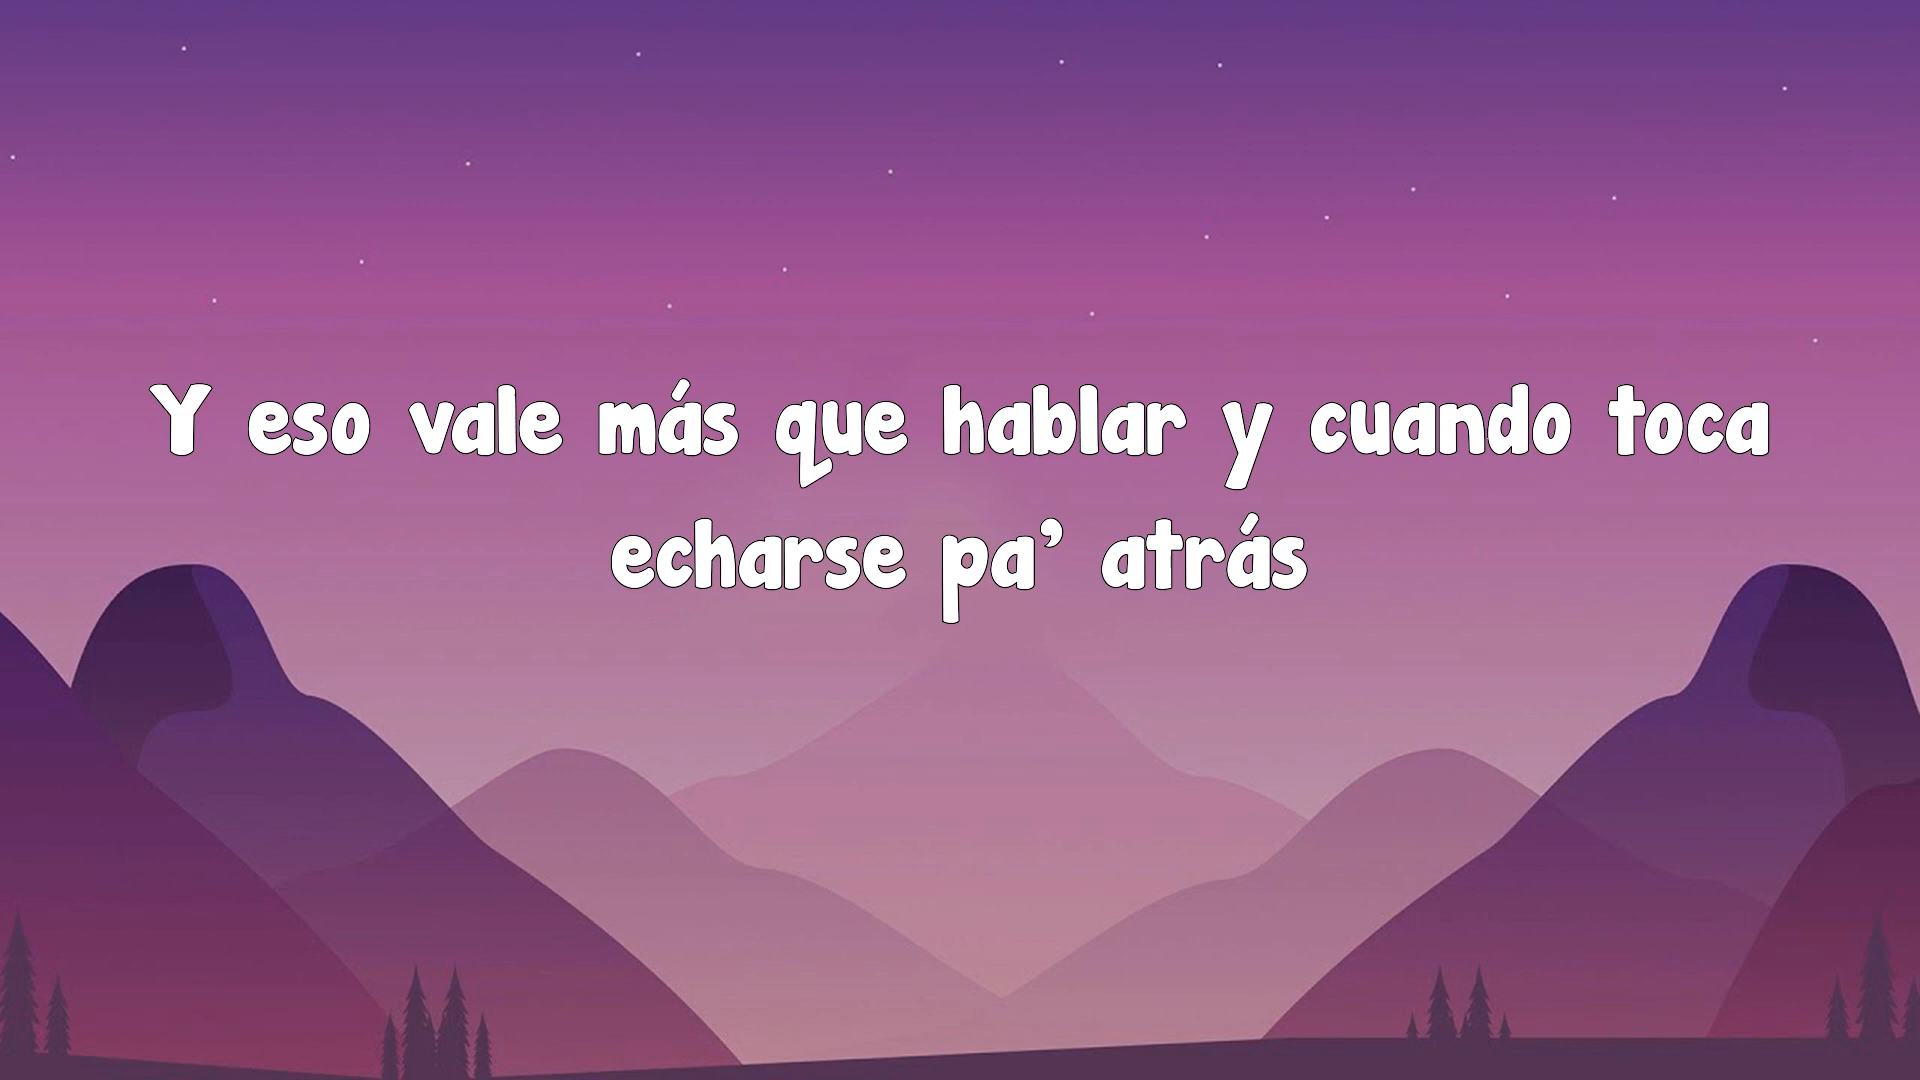 Y eso vale más que hablar y cuando toca
echarse pa’ atrás